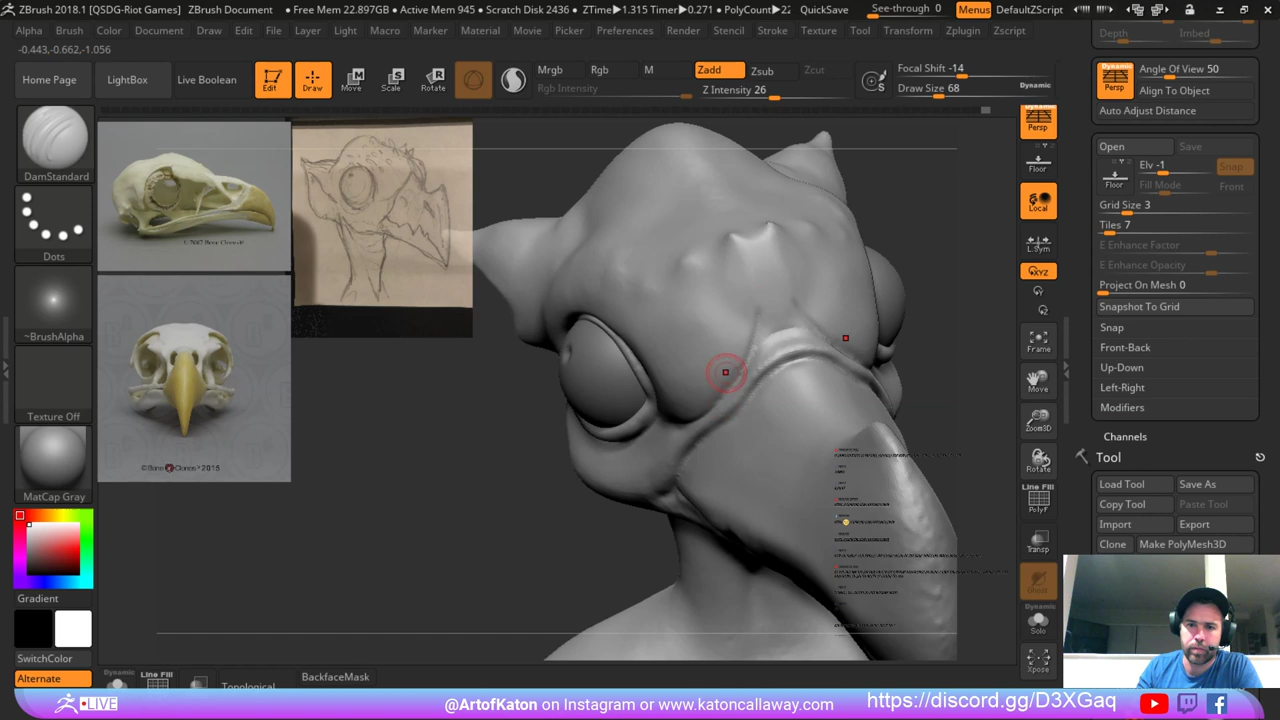 ZBrush 2018.1 [QSDG-Riot Games] ZBrush Document • Free Mem 22.897GB • Active Mem 945 • Scratch Disk 2436 • ZTime▶1.315 Timer▶0.271 • PolyCount▶2 QuickSave See-through 0 Menus DefaultZScript
Alpha Brush Color Document Draw Edit File Layer Light Macro Marker Material Movie Picker Preferences Render Stencil Stroke Texture Tool Transform Zplugin Zscript
-0.443,-0.662,-1.056
Home Page LightBox Live Boolean Edit Draw Move Scale Rotate
Mrgb Rgb M Zadd Zsub Zcut
Rgb Intensity Z Intensity 26
Focal Shift -14
Draw Size 68 Dynamic
DamStandard
Dots
~BrushAlpha
Texture Off
MatCap Gray
Gradient
SwitchColor
Alternate
Dynamic
Line Fill
Topological
BackfaceMask
Dynamic
Persp
Floor
Local
L.Sym
XYZ
Frame
Move
Zoom3D
Rotate
Line Fill
PolyF
Transp
Ghost
Dynamic
Solo
Xpose
Depth Imbed
Dynamic
Persp
Angle Of View 50
Align To Object
Auto Adjust Distance
Open Save
Floor
Elv -1 Snap
Fill Mode Front
Grid Size 3
Tiles 7
E Enhance Factor
E Enhance Opacity
Project On Mesh 0
Snapshot To Grid
Snap
Front-Back
Up-Down
Left-Right
Modifiers
Channels
Tool
Load Tool Save As
Copy Tool Paste Tool
Import Export
Clone Make PolyMesh3D
LIVE
@ArtofKaton on Instagram or www.katoncallaway.com
https://discord.gg/D3XGaq